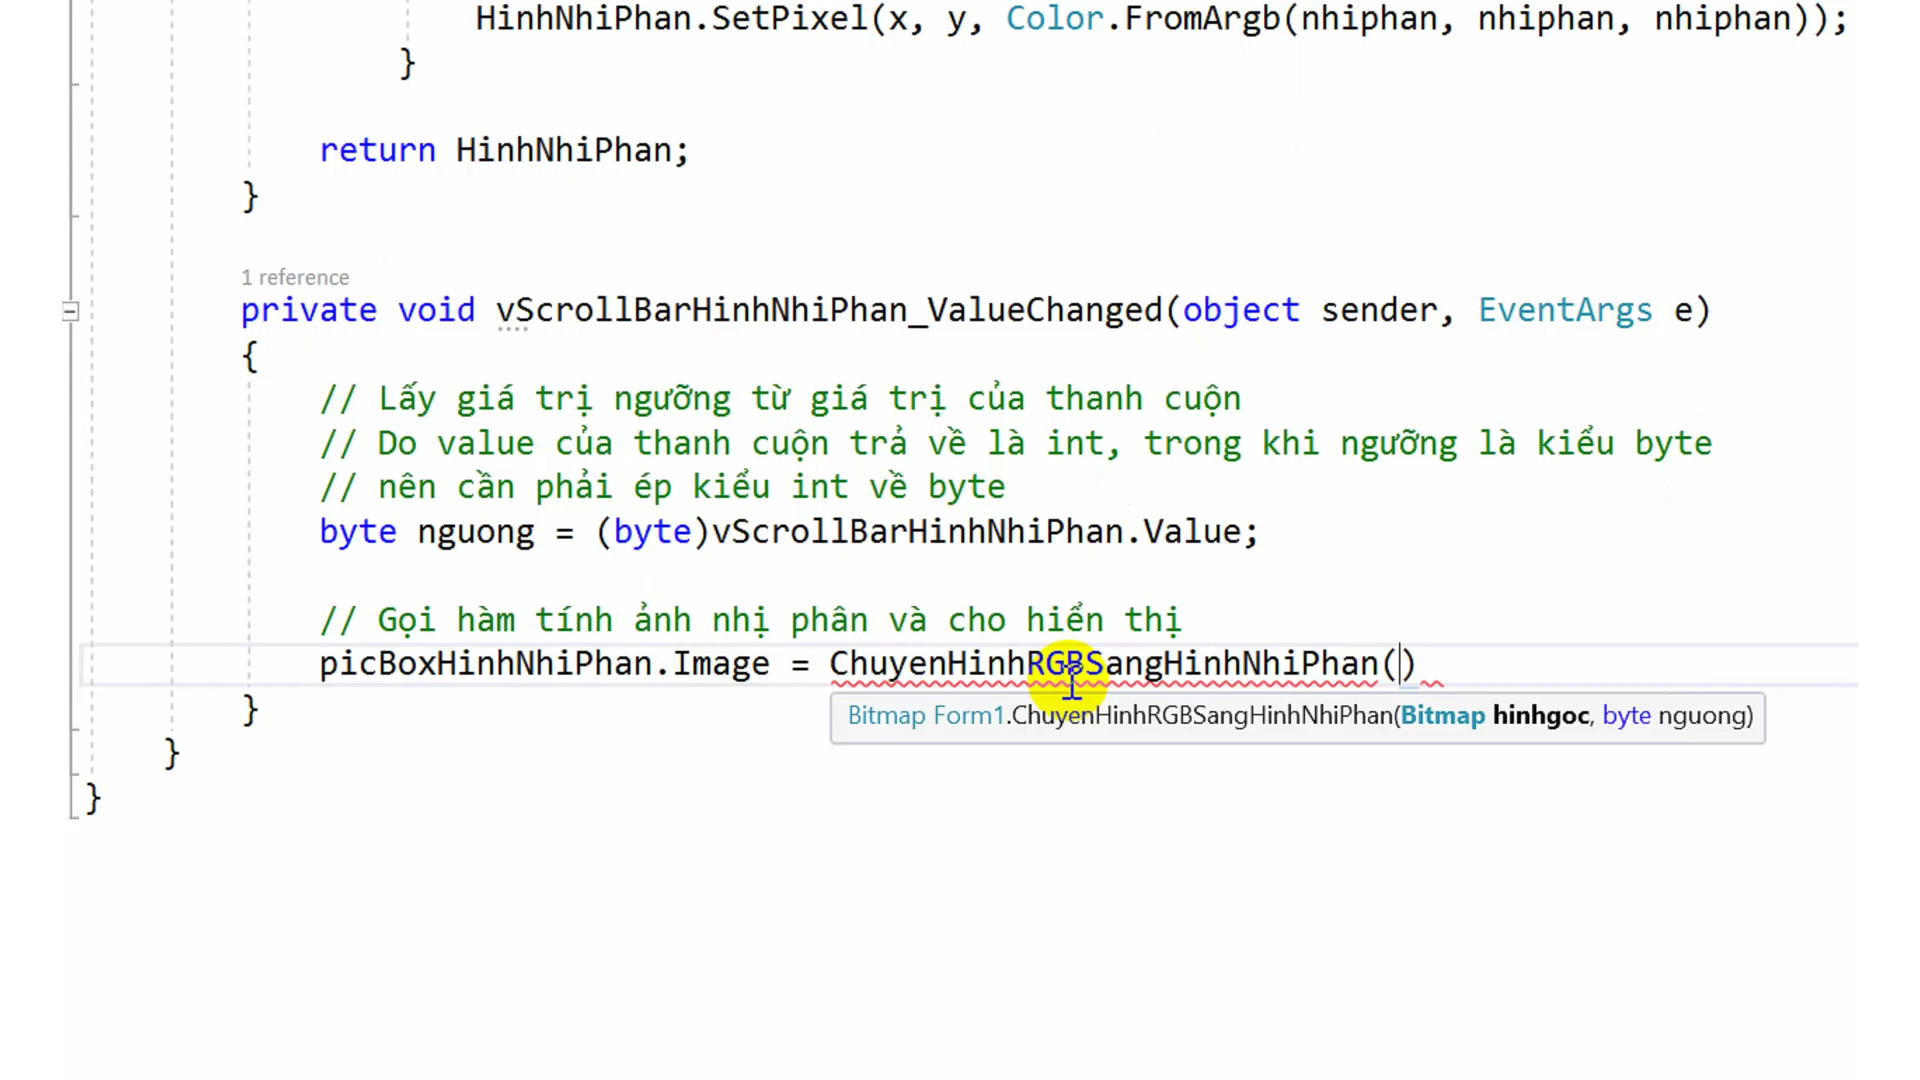 HinhNhiPhan.SetPixel(x, y, Color.FromArgb(nhiphan, nhiphan, nhiphan));
}
return HinhNhiPhan;
}
1 reference
private void vScrollBarHinhNhiPhan_ValueChanged(object sender, EventArgs e)
{
// Lấy giá trị ngưỡng từ giá trị của thanh cuộn
// Do value của thanh cuộn trả về là int, trong khi ngưỡng là kiểu byte
// nên cần phải ép kiểu int về byte
byte nguong = (byte)vScrollBarHinhNhiPhan.Value;
// Gọi hàm tính ảnh nhị phân và cho hiển thị
picBoxHinhNhiPhan.Image = ChuyenHinhRGBSangHinhNhiPhan()
Bitmap Form1.ChuyenHinhRGBSangHinhNhiPhan(Bitmap hinhgoc, byte nguong)
}
}
}